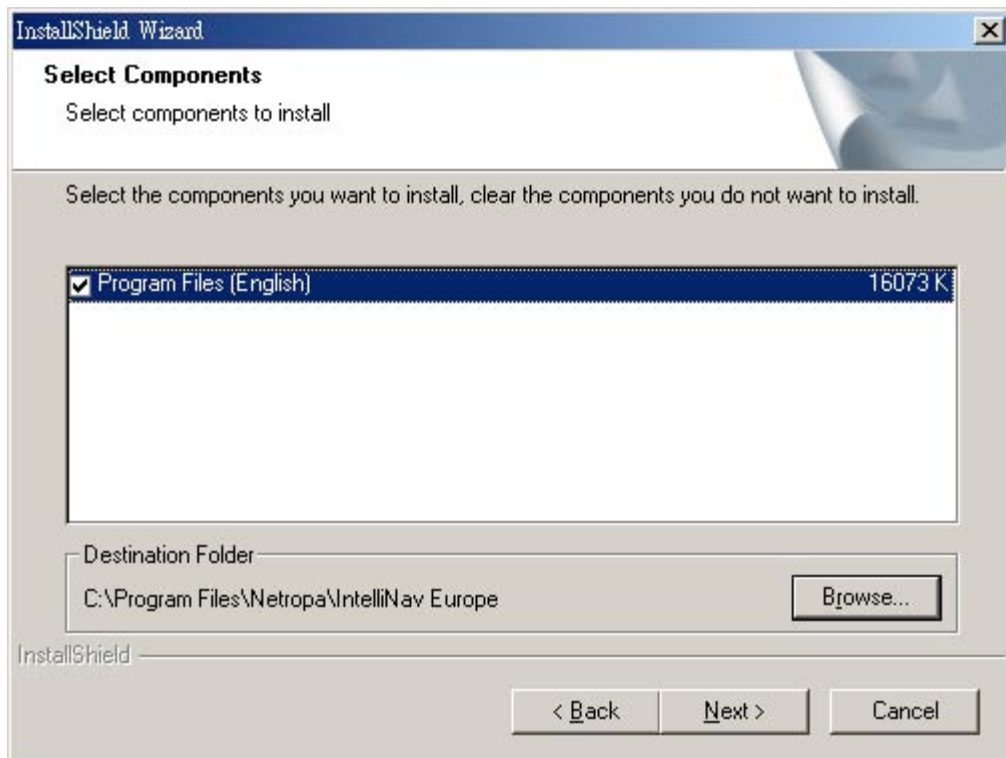 InstallShield Wizard
Select Components
Select components to install
Select the components you want to install, clear the components you do not want to install.
Program Files (English) 16073 K
Destination Folder
C:\Program Files\Netropa\IntelliNav Europe
Browse...
InstallShield
< Back Next > Cancel